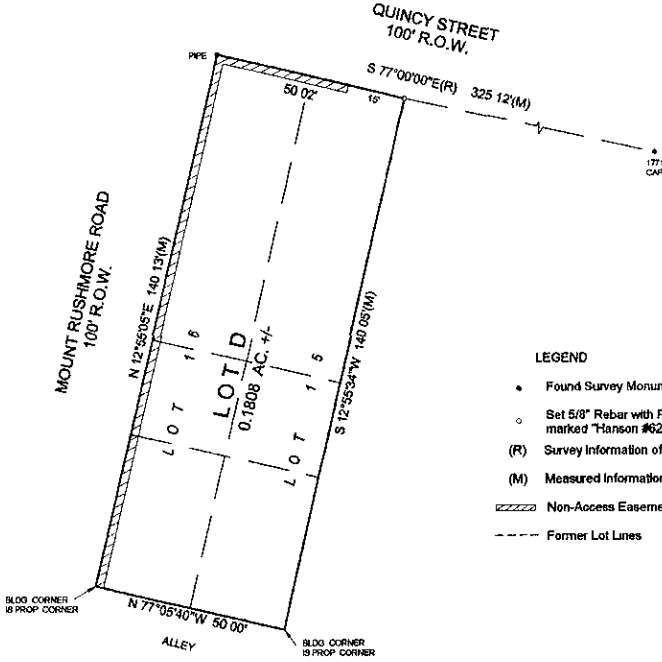 QUINCY STREET
100' R.O.W.
PIPE
S 77°00'00"E(R) 325 12'(M)
50 02'
15'
1771
CAP
MOUNT RUSHMORE ROAD
100' R.O.W.
N 12°55'05"E 140 13'(M)
LOT D
0.1808 AC. +/-
S 12°55'34"W 140 05'(M)
LOT 16
LOT 15
LEGEND
Found Survey Monum
Set 5/8" Rebar with
marked "Hanson #62
(R) Survey Information of
(M) Measured Information
Non-Access Easeme
Former Lot Lines
BLDG CORNER
IS PROP CORNER
N 77°05'40"W 50 00'
ALLEY
BLDG CORNER
IS PROP CORNER